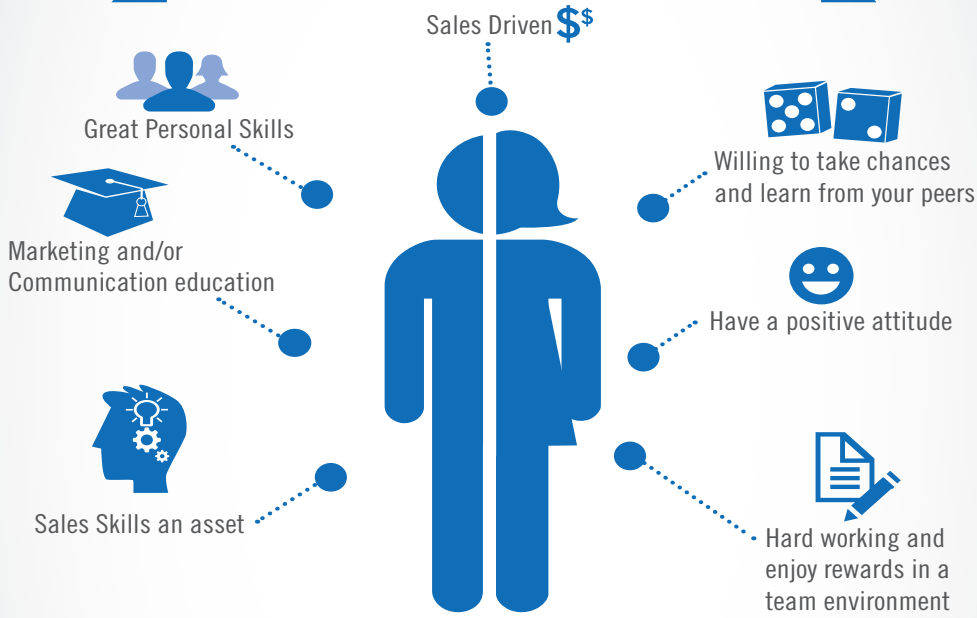 Sales Driven $$
Great Personal Skills
Marketing and/or
Communication education
Sales Skills an asset
Willing to take chances
and learn from your peers
Have a positive attitude
Hard working and
enjoy rewards in a
team environment